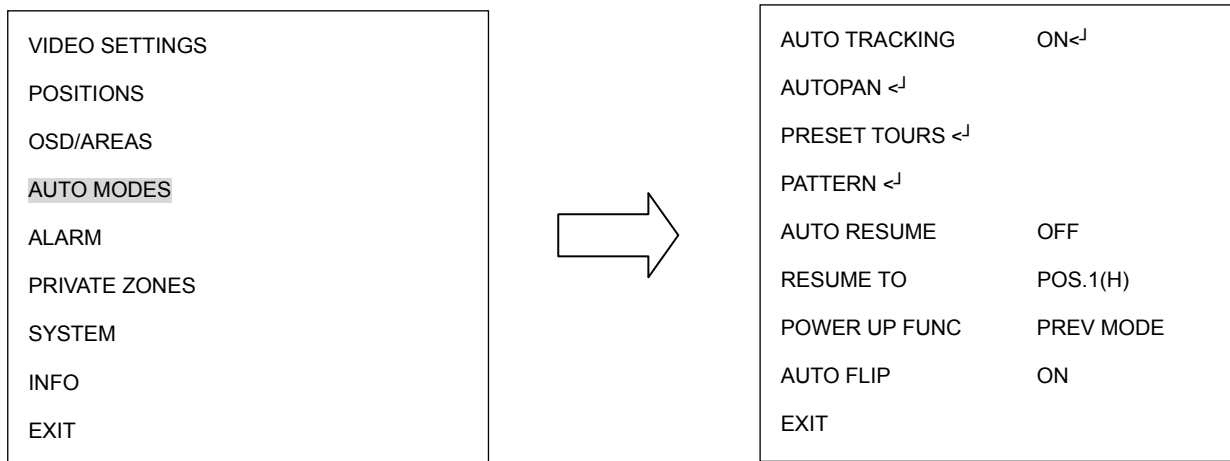 VIDEO SETTINGS
POSITIONS
OSD/AREAS
AUTO MODES
ALARM
PRIVATE ZONES
SYSTEM
INFO
EXIT
AUTO TRACKING ON<┘
AUTOPAN <┘
PRESET TOURS <┘
PATTERN <┘
AUTO RESUME OFF
RESUME TO POS.1(H)
POWER UP FUNC PREV MODE
AUTO FLIP ON
EXIT